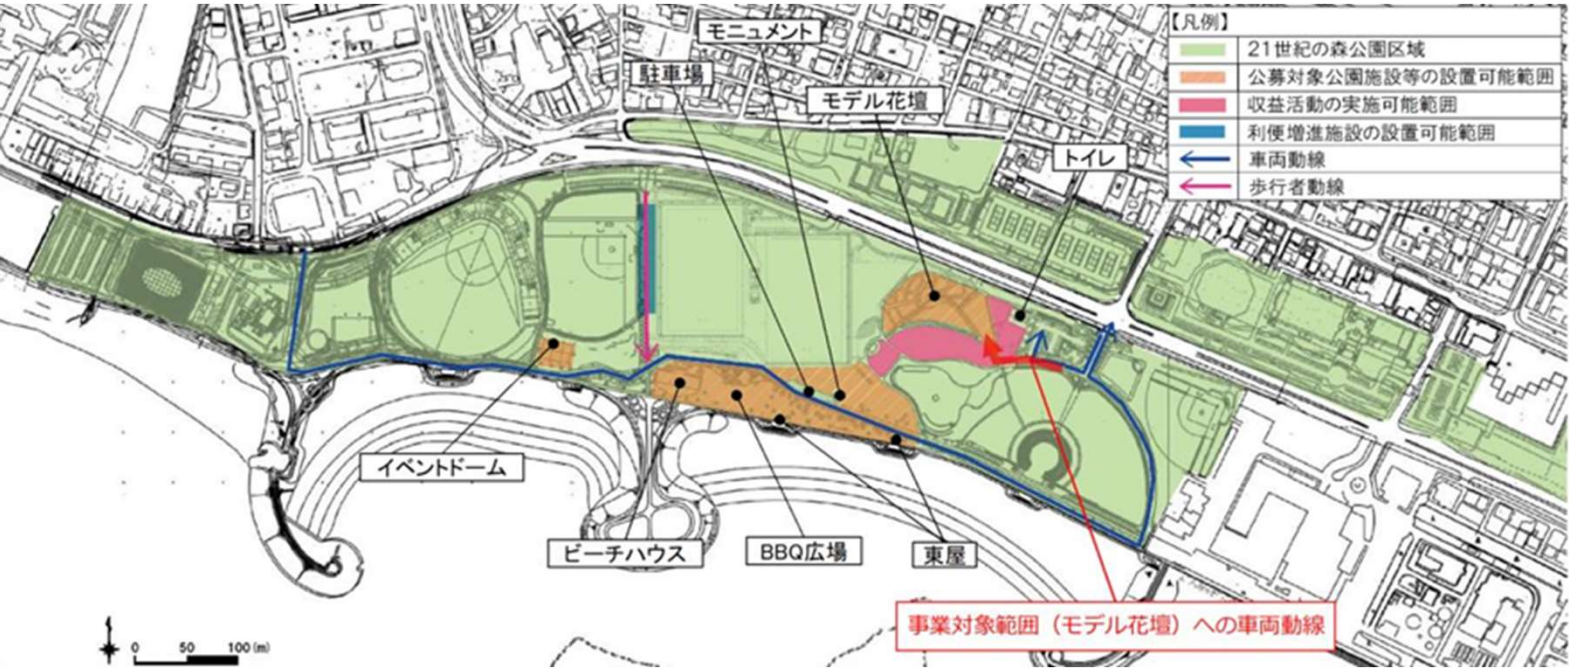 【凡例】
21世紀の森公園区域
公募対象公園施設等の設置可能範囲
収益活動の実施可能範囲
利便増進施設の設置可能範囲
車両動線
歩行者動線
モニュメント
駐車場
モデル花壇
トイレ
イベントドーム
ビーチハウス
BBQ広場
東屋
事業対象範囲（モデル花壇）への車両動線
0 50 100(m)